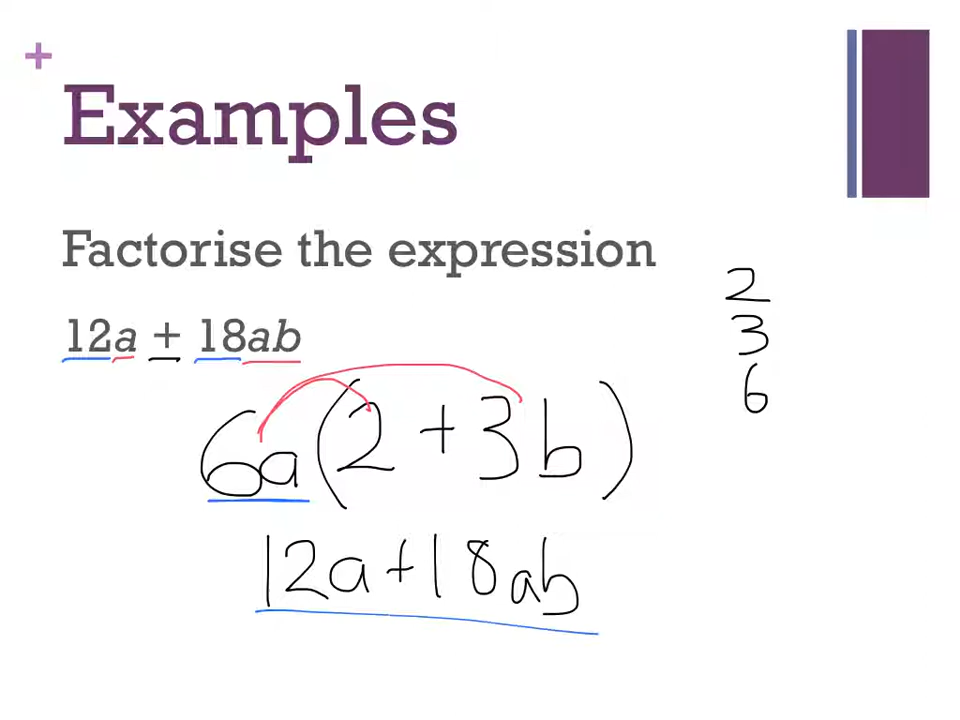 +
Examples
Factorise the expression
12a + 18ab
2
3
6
6a(2+3b)
12a+18ab